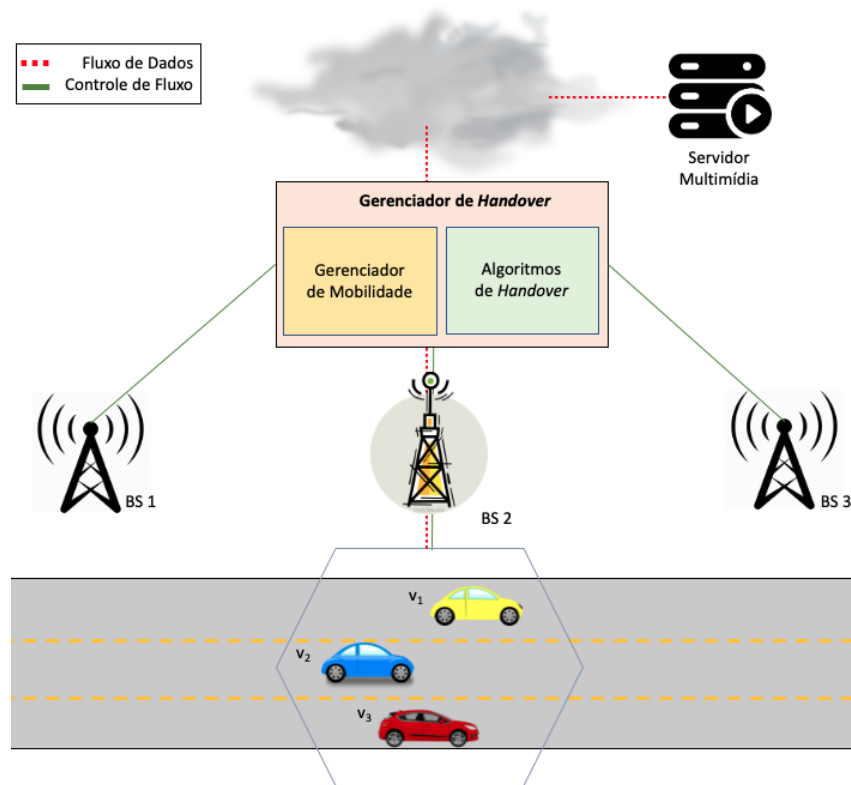 Fluxo de Dados
Controle de Fluxo
Servidor
Multimídia
Gerenciador de Handover
Gerenciador
de Mobilidade
Algoritmos
de Handover
BS 1
BS 2
BS 3
v₁
v₂
v₃